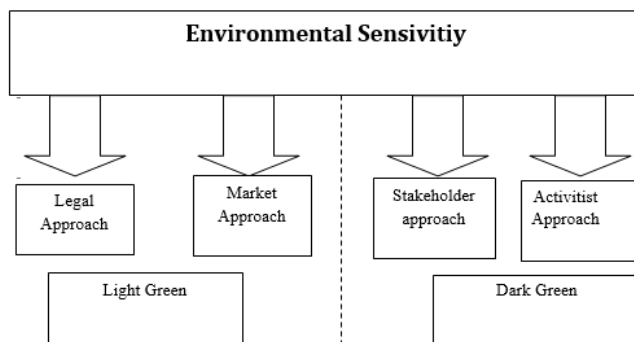 Environmental Sensivitiy
Legal
Approach
Market
Approach
Stakeholder
approach
Activitist
Approach
Light Green
Dark Green